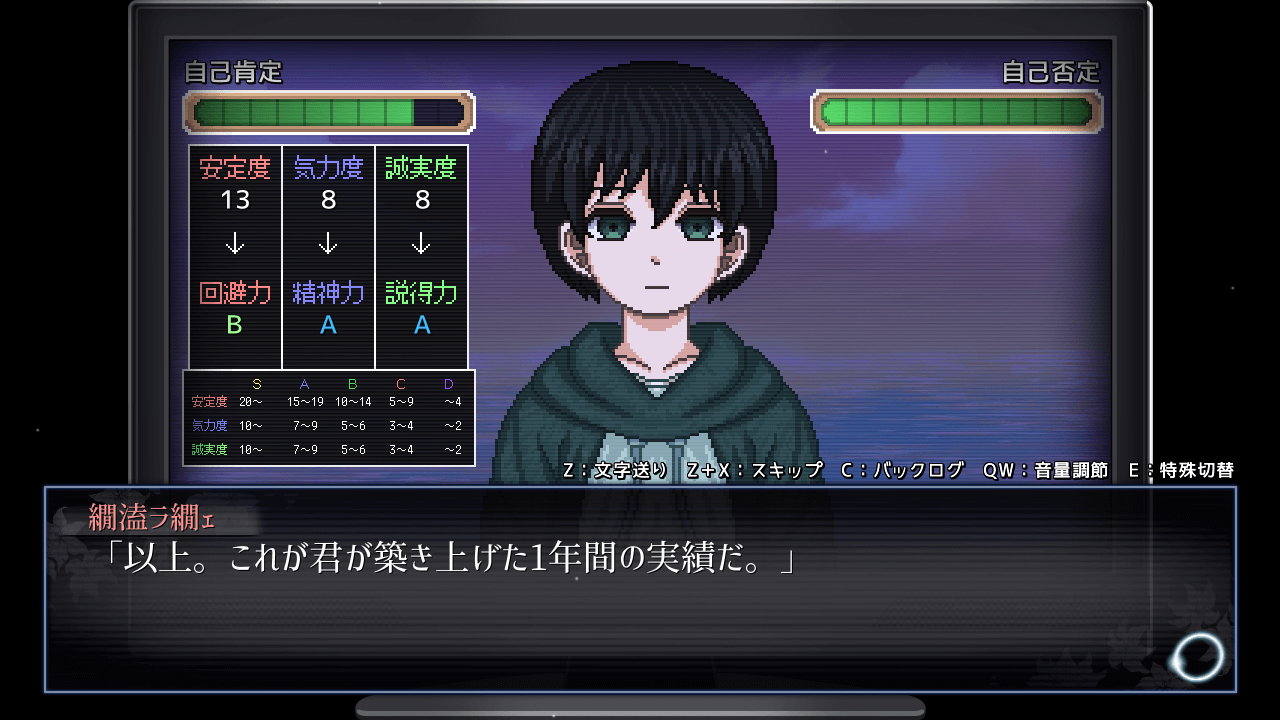 自己肯定
自己否定
安定度 気力度 誠実度
13 8 8
↓ ↓ ↓
回避力 精神力 説得力
B A A
S A B C D
安定度 20～ 15～19 10～14 5～9 ～4
気力度 10～ 7～9 5～6 3～4 ～2
誠実度 10～ 7～9 5～6 3～4 ～2
Z：文字送り Z+X：スキップ C：バックログ QW：音量調節 E：特殊切替
繝溘ラ繝ェ
「以上。これが君が築き上げた1年間の実績だ。」